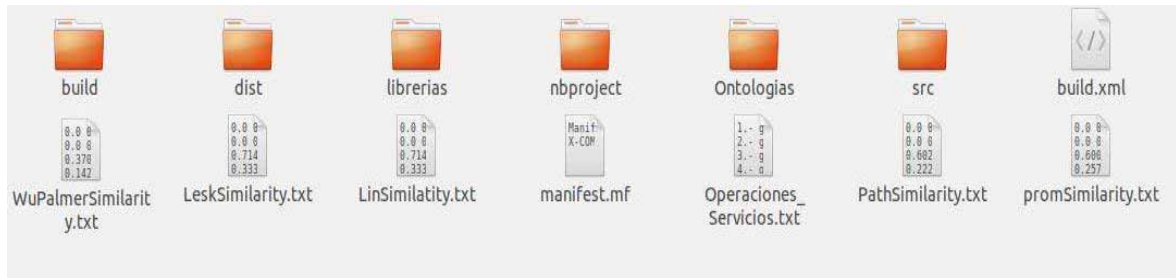 build
dist
librerias
nbproject
Ontologias
src
</>
build.xml
0.0 0
0.0 0
0.370
0.142
WuPalmerSimilarit
y.txt
0.0 0
0.0 0
0.714
0.333
LeskSimilarity.txt
0.0 0
0.0 0
0.714
0.333
LinSimilatity.txt
Manif
X-COM
manifest.mf
1.- g
2.- g
3.- g
4.- g
Operaciones_
Servicios.txt
0.0 0
0.0 0
0.602
0.222
PathSimilarity.txt
0.0 0
0.0 0
0.257
promSimilarity.txt